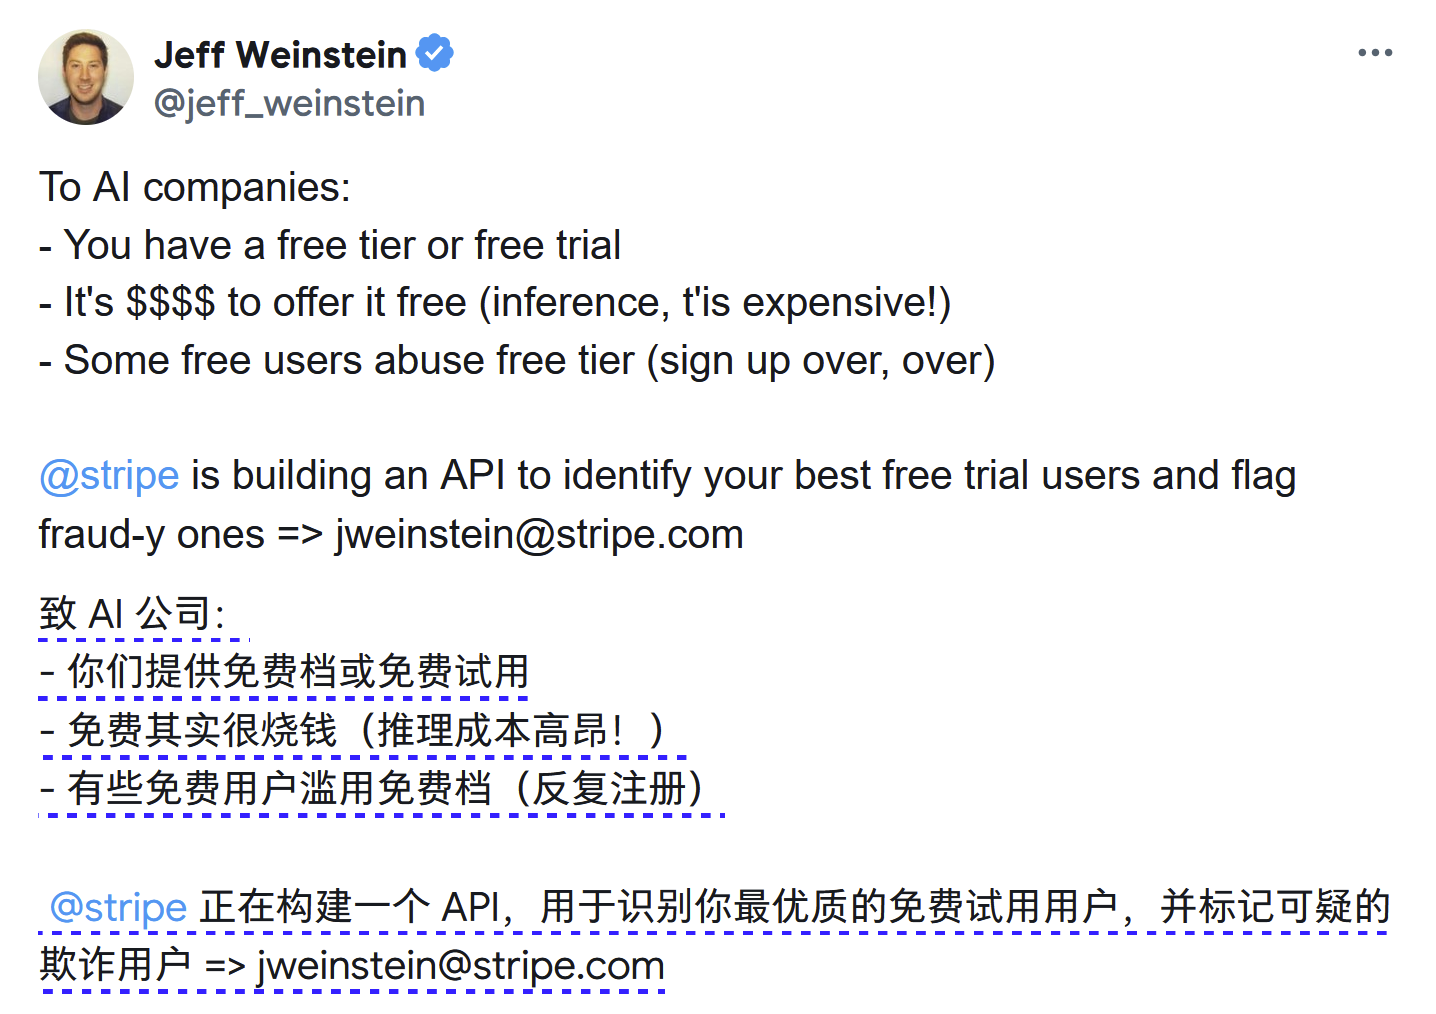 Jeff Weinstein
@jeff_weinstein
To AI companies:
- You have a free tier or free trial
- It's $$$$ to offer it free (inference, t'is expensive!)
- Some free users abuse free tier (sign up over, over)
@stripe is building an API to identify your best free trial users and flag
fraud-y ones => jweinstein@stripe.com
致 AI 公司：
- 你们提供免费档或免费试用
- 免费其实很烧钱（推理成本高昂！）
- 有些免费用户滥用免费档（反复注册）
@stripe 正在构建一个 API，用于识别你最优质的免费试用用户，并标记可疑的
欺诈用户 => jweinstein@stripe.com